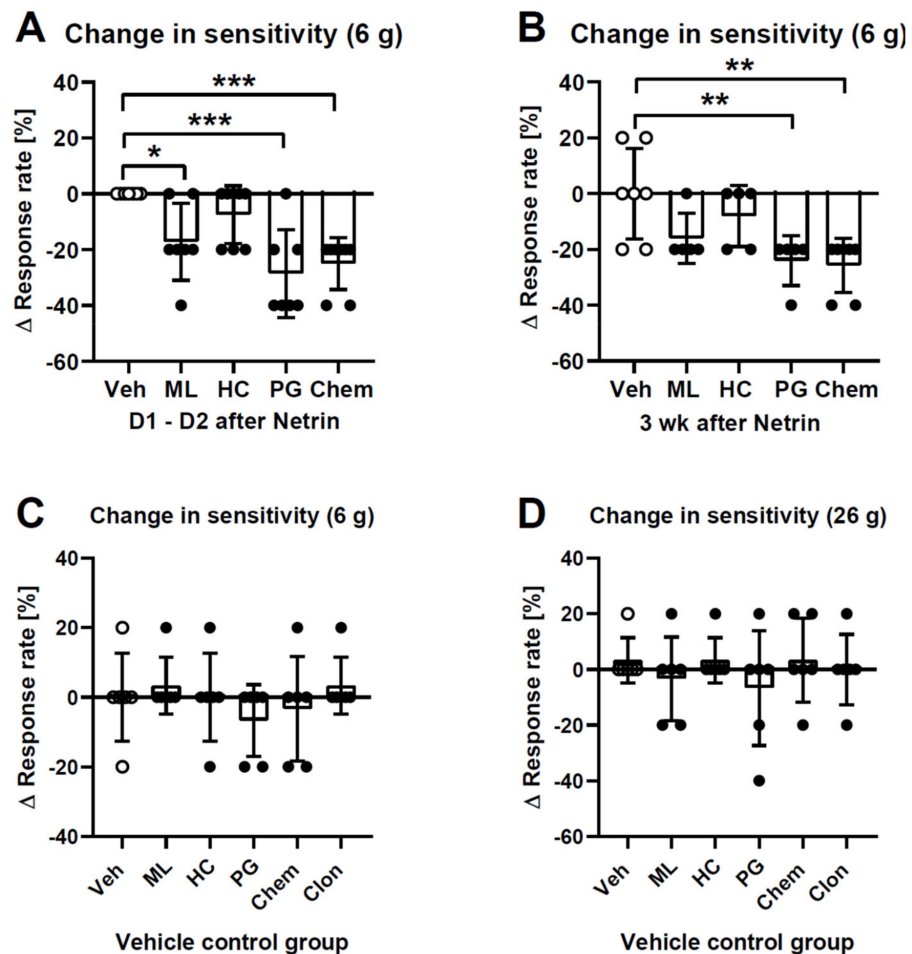 A Change in sensitivity (6 g)
Δ Response rate [%]
40
20
0
-20
-40
-60
***
***
*
Veh ML HC PG Chem
D1 - D2 after Netrin
B Change in sensitivity (6 g)
Δ Response rate [%]
40
20
0
-20
-40
-60
**
**
Veh ML HC PG Chem
3 wk after Netrin
C Change in sensitivity (6 g)
Δ Response rate [%]
40
20
0
-20
-40
Veh ML HC PG Chem Clon
Vehicle control group
D Change in sensitivity (26 g)
Δ Response rate [%]
40
20
0
-20
-40
-60
Veh ML HC PG Chem Clon
Vehicle control group